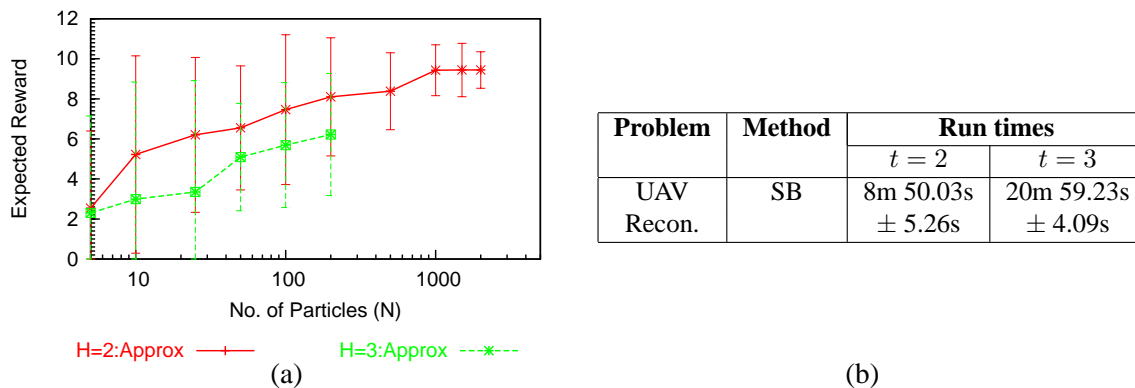 12
10
8
6
4
2
0
Expected Reward
10
100
1000
No. of Particles (N)
H=2:Approx
H=3:Approx
(a)
Problem Method Run times
t = 2 t = 3
UAV SB 8m 50.03s 20m 59.23s
Recon. ± 5.26s ± 4.09s
(b)